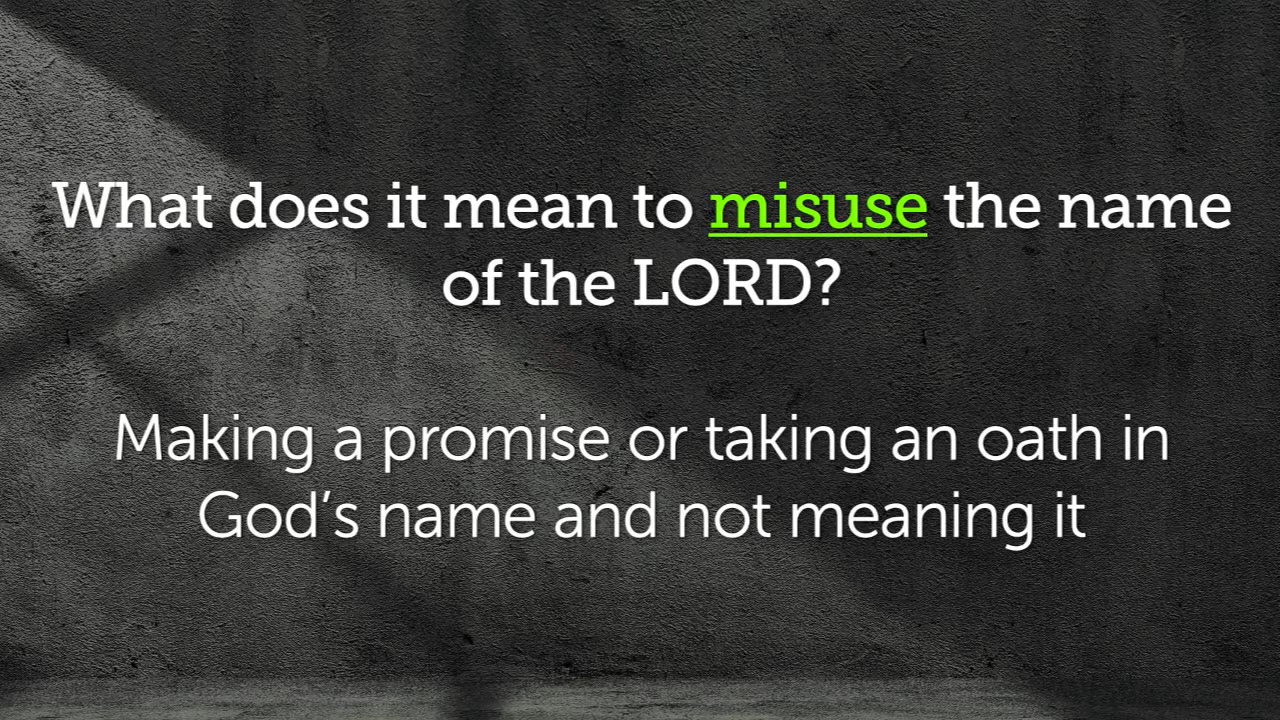 What does it mean to misuse the name
of the LORD?
Making a promise or taking an oath in
God’s name and not meaning it